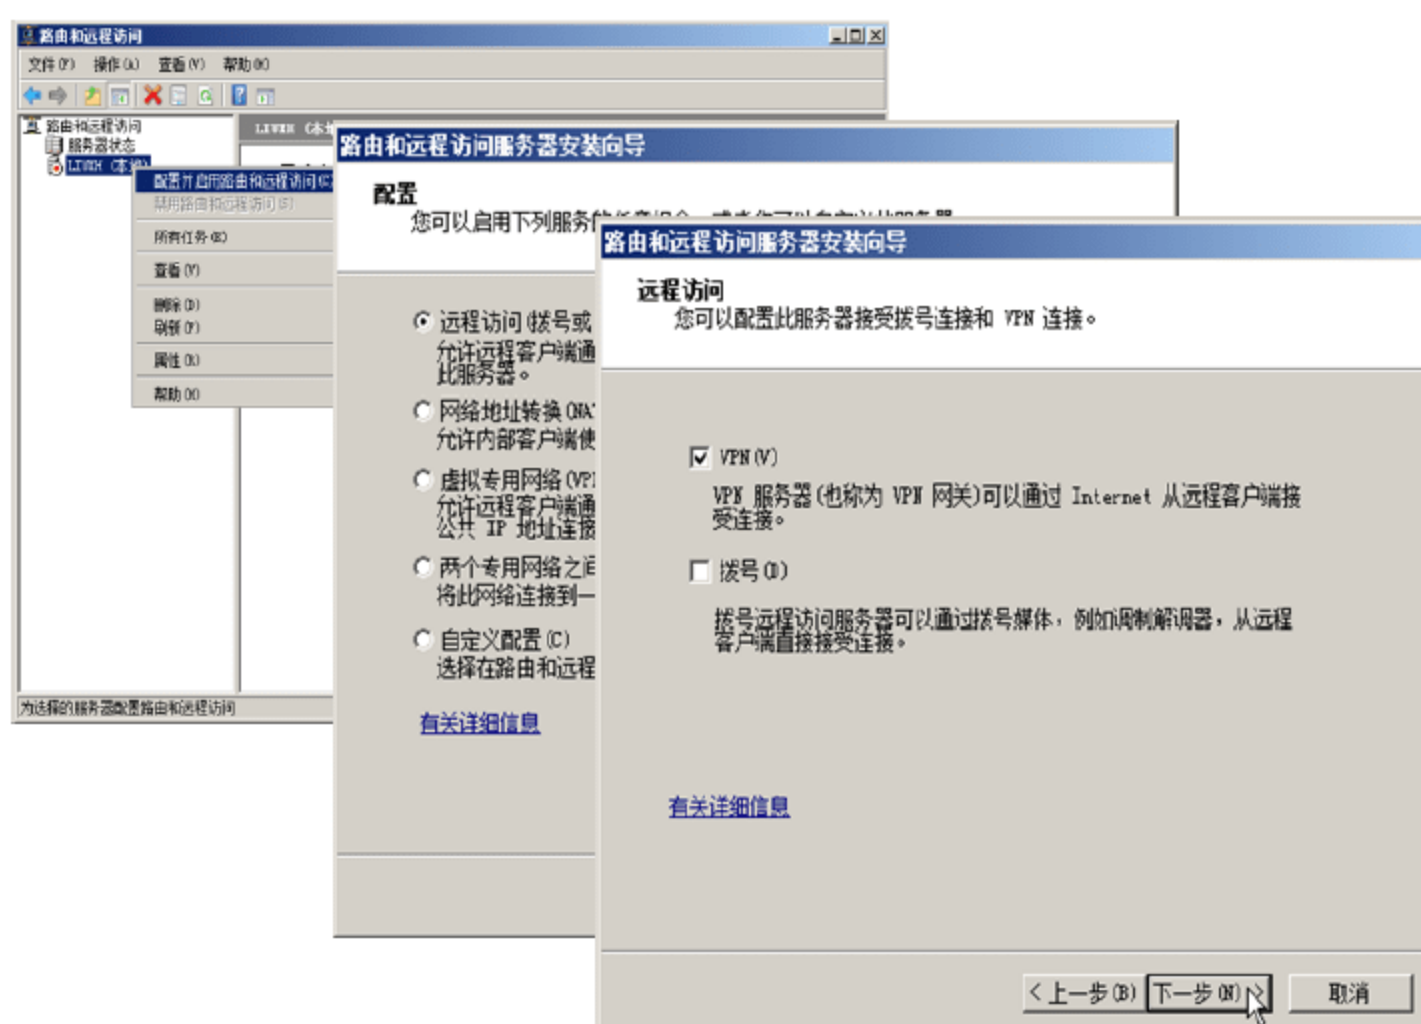 路由和远程访问
文件(F) 操作(A) 查看(V) 帮助(H)
路由和远程访问
服务器状态
配置并启用路由和远程访问(C)
禁用路由和远程访问
所有任务(K)
查看(V)
删除(D)
刷新(F)
属性(R)
帮助(H)
为选择的服务器配置路由和远程访问
路由和远程访问服务器安装向导
配置
您可以启用下列服务
远程访问(拨号或
允许远程客户端通
此服务器。
网络地址转换(NA
允许内部客户端使
虚拟专用网络(VP
允许远程客户端通
公共 IP 地址连接
两个专用网络之间
将此网络连接到一
自定义配置(C)
选择在路由和远程
有关详细信息
路由和远程访问服务器安装向导
远程访问
您可以配置此服务器接受拨号连接和 VPN 连接。
VPN(V)
VPN 服务器(也称为 VPN 网关)可以通过 Internet 从远程客户端接
受连接。
拨号(D)
拨号远程访问服务器可以通过拨号媒体，例如调制解调器，从远程
客户端直接接受连接。
有关详细信息
<上一步(B) 下一步(N)> 取消